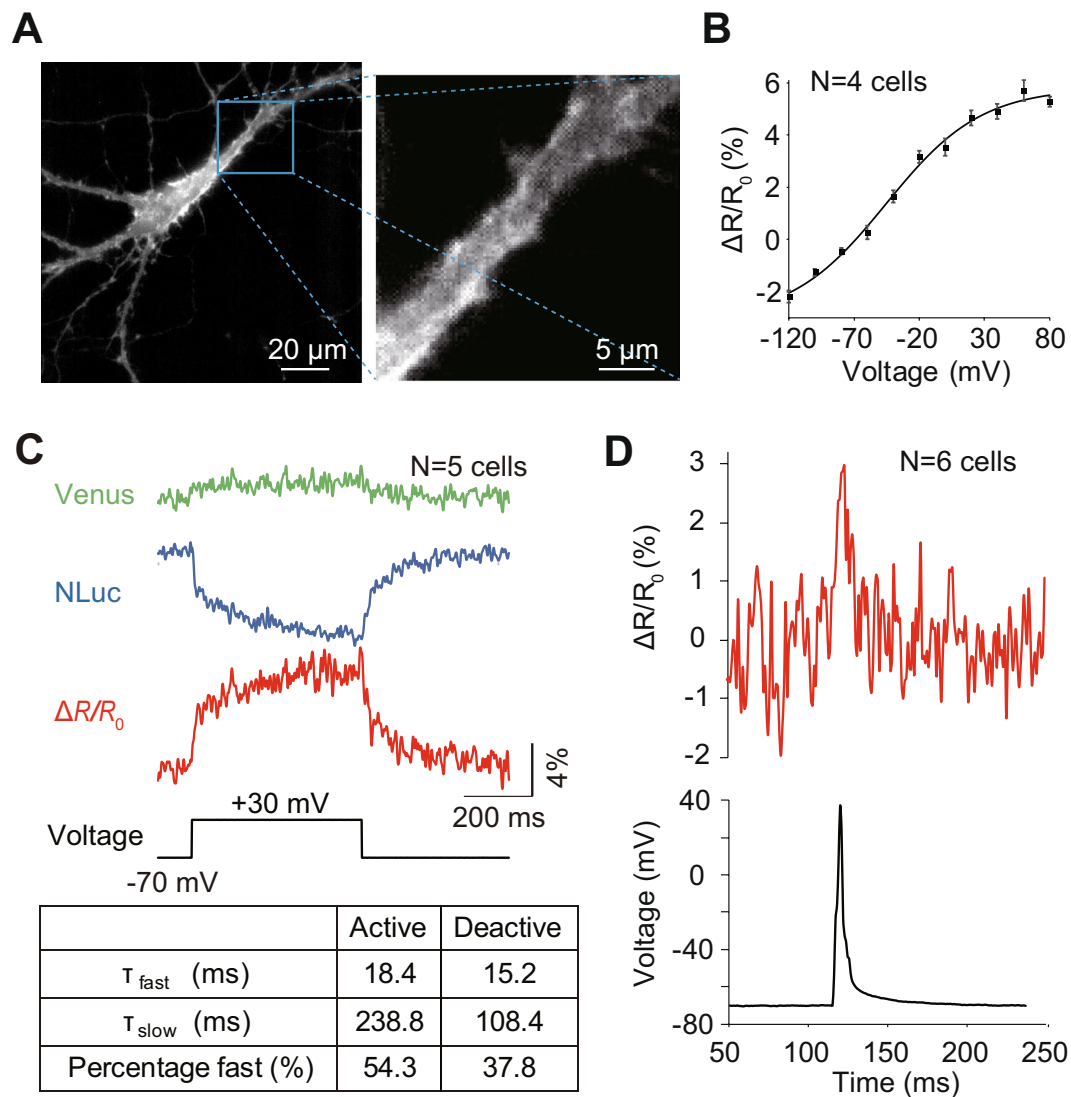 A
20 μm
5 μm
B
N=4 cells
ΔR/R0 (%)
6
4
2
0
-2
-120 -70 -20 30 80
Voltage (mV)
C
N=5 cells
Venus
NLuc
ΔR/R0
4%
200 ms
+30 mV
Voltage
-70 mV
Active Deactive
τ fast (ms) 18.4 15.2
τ slow (ms) 238.8 108.4
Percentage fast (%) 54.3 37.8
D
N=6 cells
ΔR/R0 (%)
3
2
1
0
-1
-2
Voltage (mV)
40
0
-40
-80
50 100 150 200 250
Time (ms)